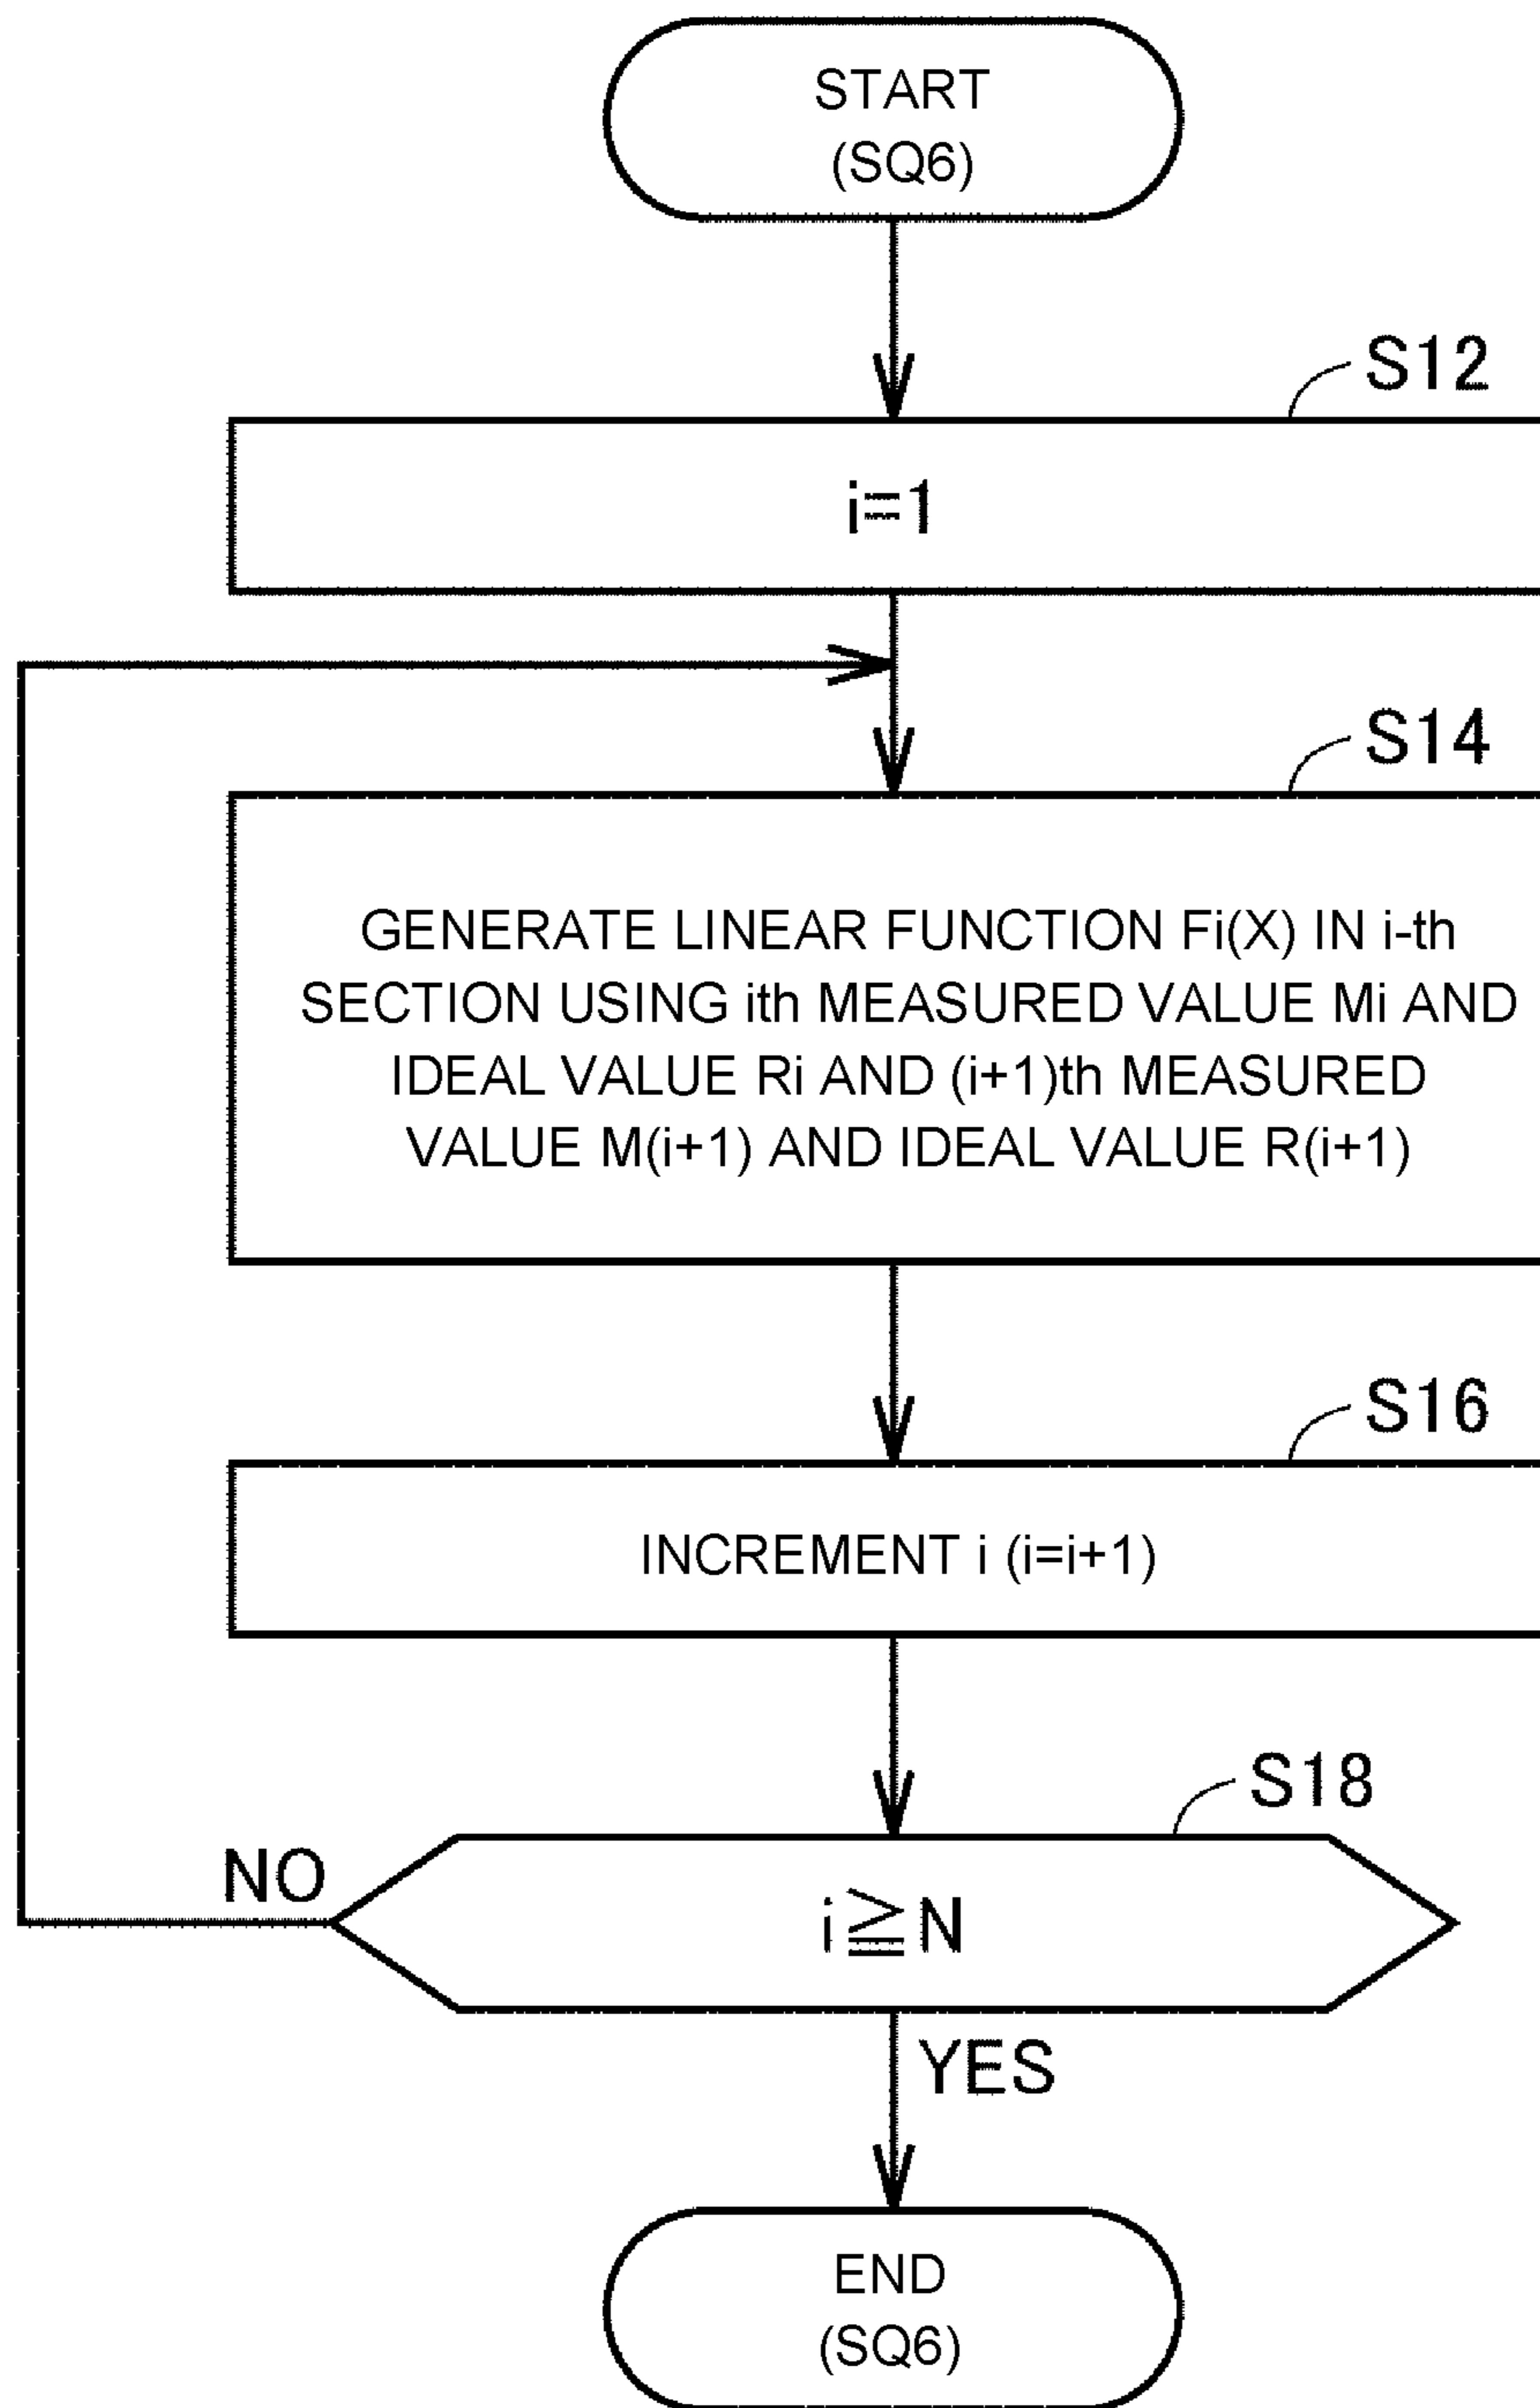 START
(SQ6)
S12
i=1
S14
GENERATE LINEAR FUNCTION Fi(X) IN i-th
SECTION USING ith MEASURED VALUE Mi AND
IDEAL VALUE Ri AND (i+1)th MEASURED
VALUE M(i+1) AND IDEAL VALUE R(i+1)
S16
INCREMENT i (i=i+1)
S18
NO
i≧N
YES
END
(SQ6)